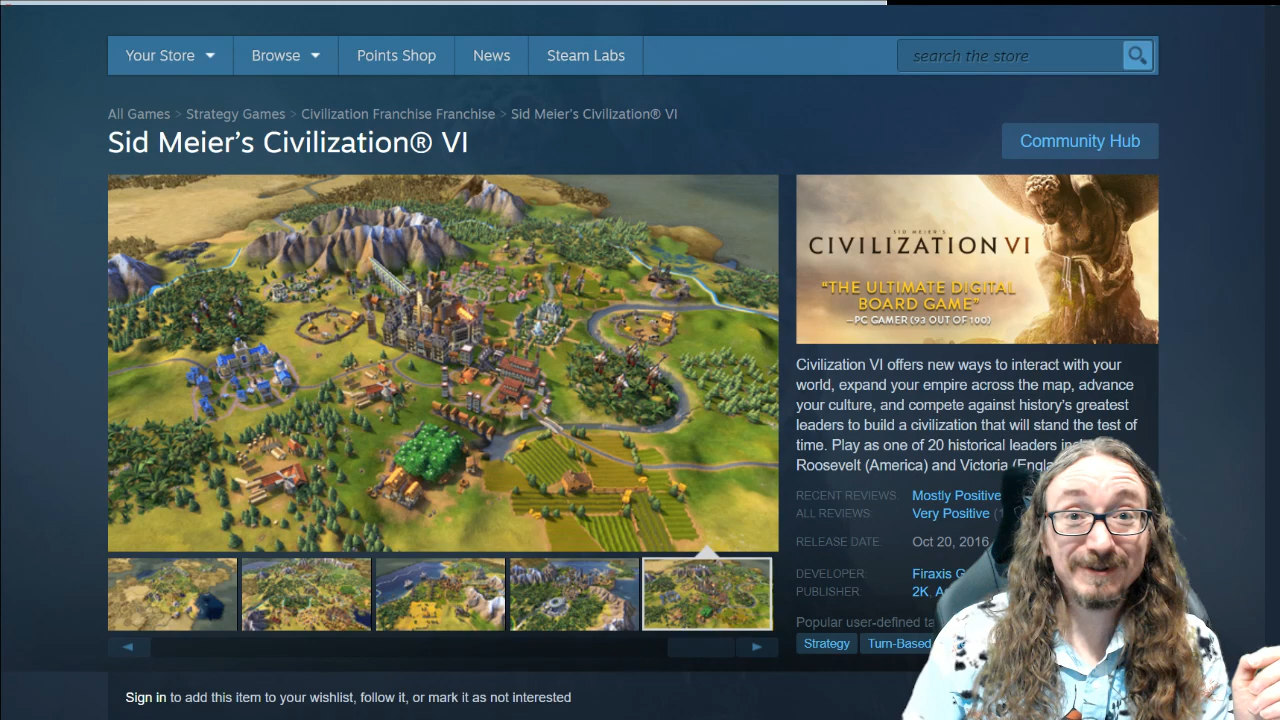 Your Store
Browse
Points Shop
News
Steam Labs
search the store
All Games > Strategy Games > Civilization Franchise Franchise > Sid Meier's Civilization® VI
Sid Meier's Civilization® VI
Community Hub
SID MEIER'S
CIVILIZATION VI
"THE ULTIMATE DIGITAL
BOARD GAME"
—PC GAMER (93 OUT OF 100)
Civilization VI offers new ways to interact with your
world, expand your empire across the map, advance
your culture, and compete against history's greatest
leaders to build a civilization that will stand the test of
time. Play as one of 20 historical leaders
Roosevelt (America) and Victoria
RECENT REVIEWS: Mostly Positive
ALL REVIEWS: Very Positive
RELEASE DATE: Oct 20, 2016
DEVELOPER: Firaxis
PUBLISHER: 2K,
Popular user-defined
Strategy
Turn-Based
Sign in to add this item to your wishlist, follow it, or mark it as not interested